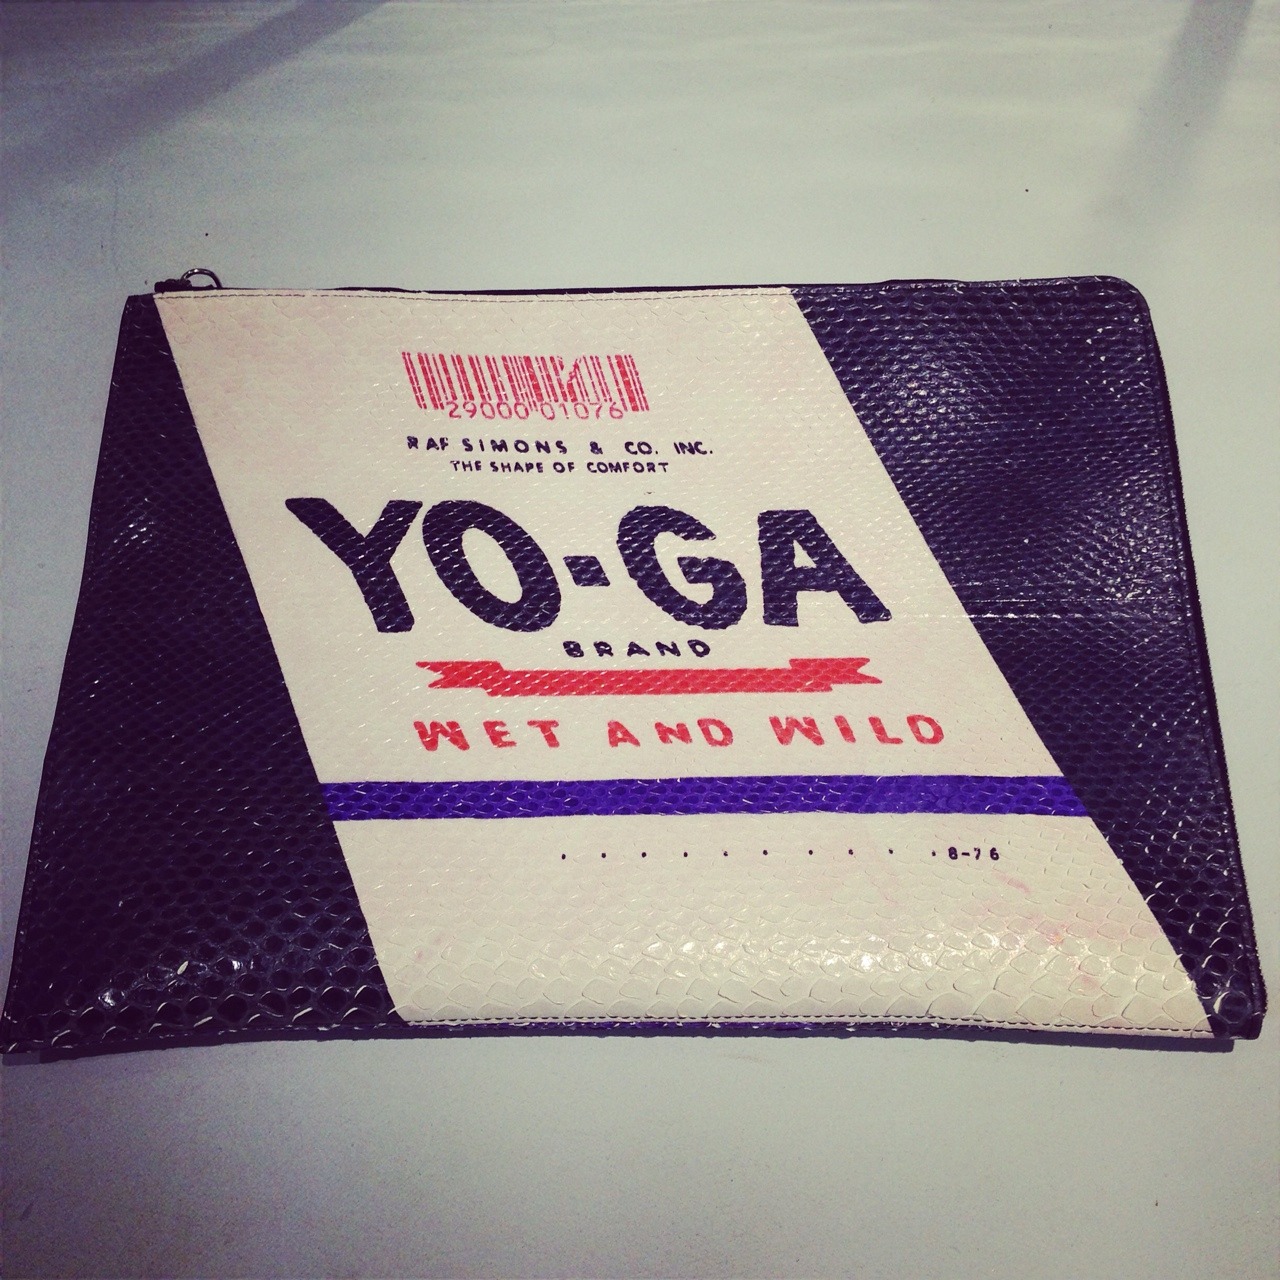 29000 01076
RAF SIMONS & CO. INC.
THE SHAPE OF COMFORT
YO-GA
BRAND
WET AND WILD
. . . . . . . . . . 8-76